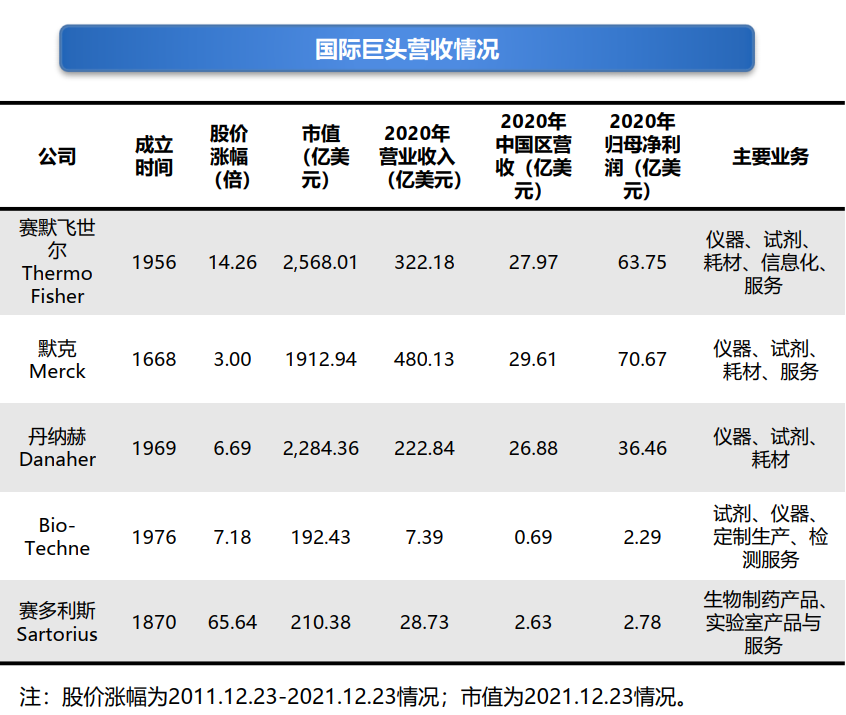 国际巨头营收情况
公司
成立
时间
股价
涨幅
（倍）
市值
（亿美
元）
2020年
营业收入
（亿美元）
2020年
中国区营
收（亿美
元）
2020年
归母净利
润（亿美
元）
主要业务
赛默飞世
尔
Thermo
Fisher
1956
14.26
2,568.01
322.18
27.97
63.75
仪器、试剂、
耗材、信息化、
服务
默克
Merck
1668
3.00
1912.94
480.13
29.61
70.67
仪器、试剂、
耗材、服务
丹纳赫
Danaher
1969
6.69
2,284.36
222.84
26.88
36.46
仪器、试剂、
耗材
Bio-
Techne
1976
7.18
192.43
7.39
0.69
2.29
试剂、仪器、
定制生产、检
测服务
赛多利斯
Sartorius
1870
65.64
210.38
28.73
2.63
2.78
生物制药产品、
实验室产品与
服务
注：股价涨幅为2011.12.23-2021.12.23情况；市值为2021.12.23情况。